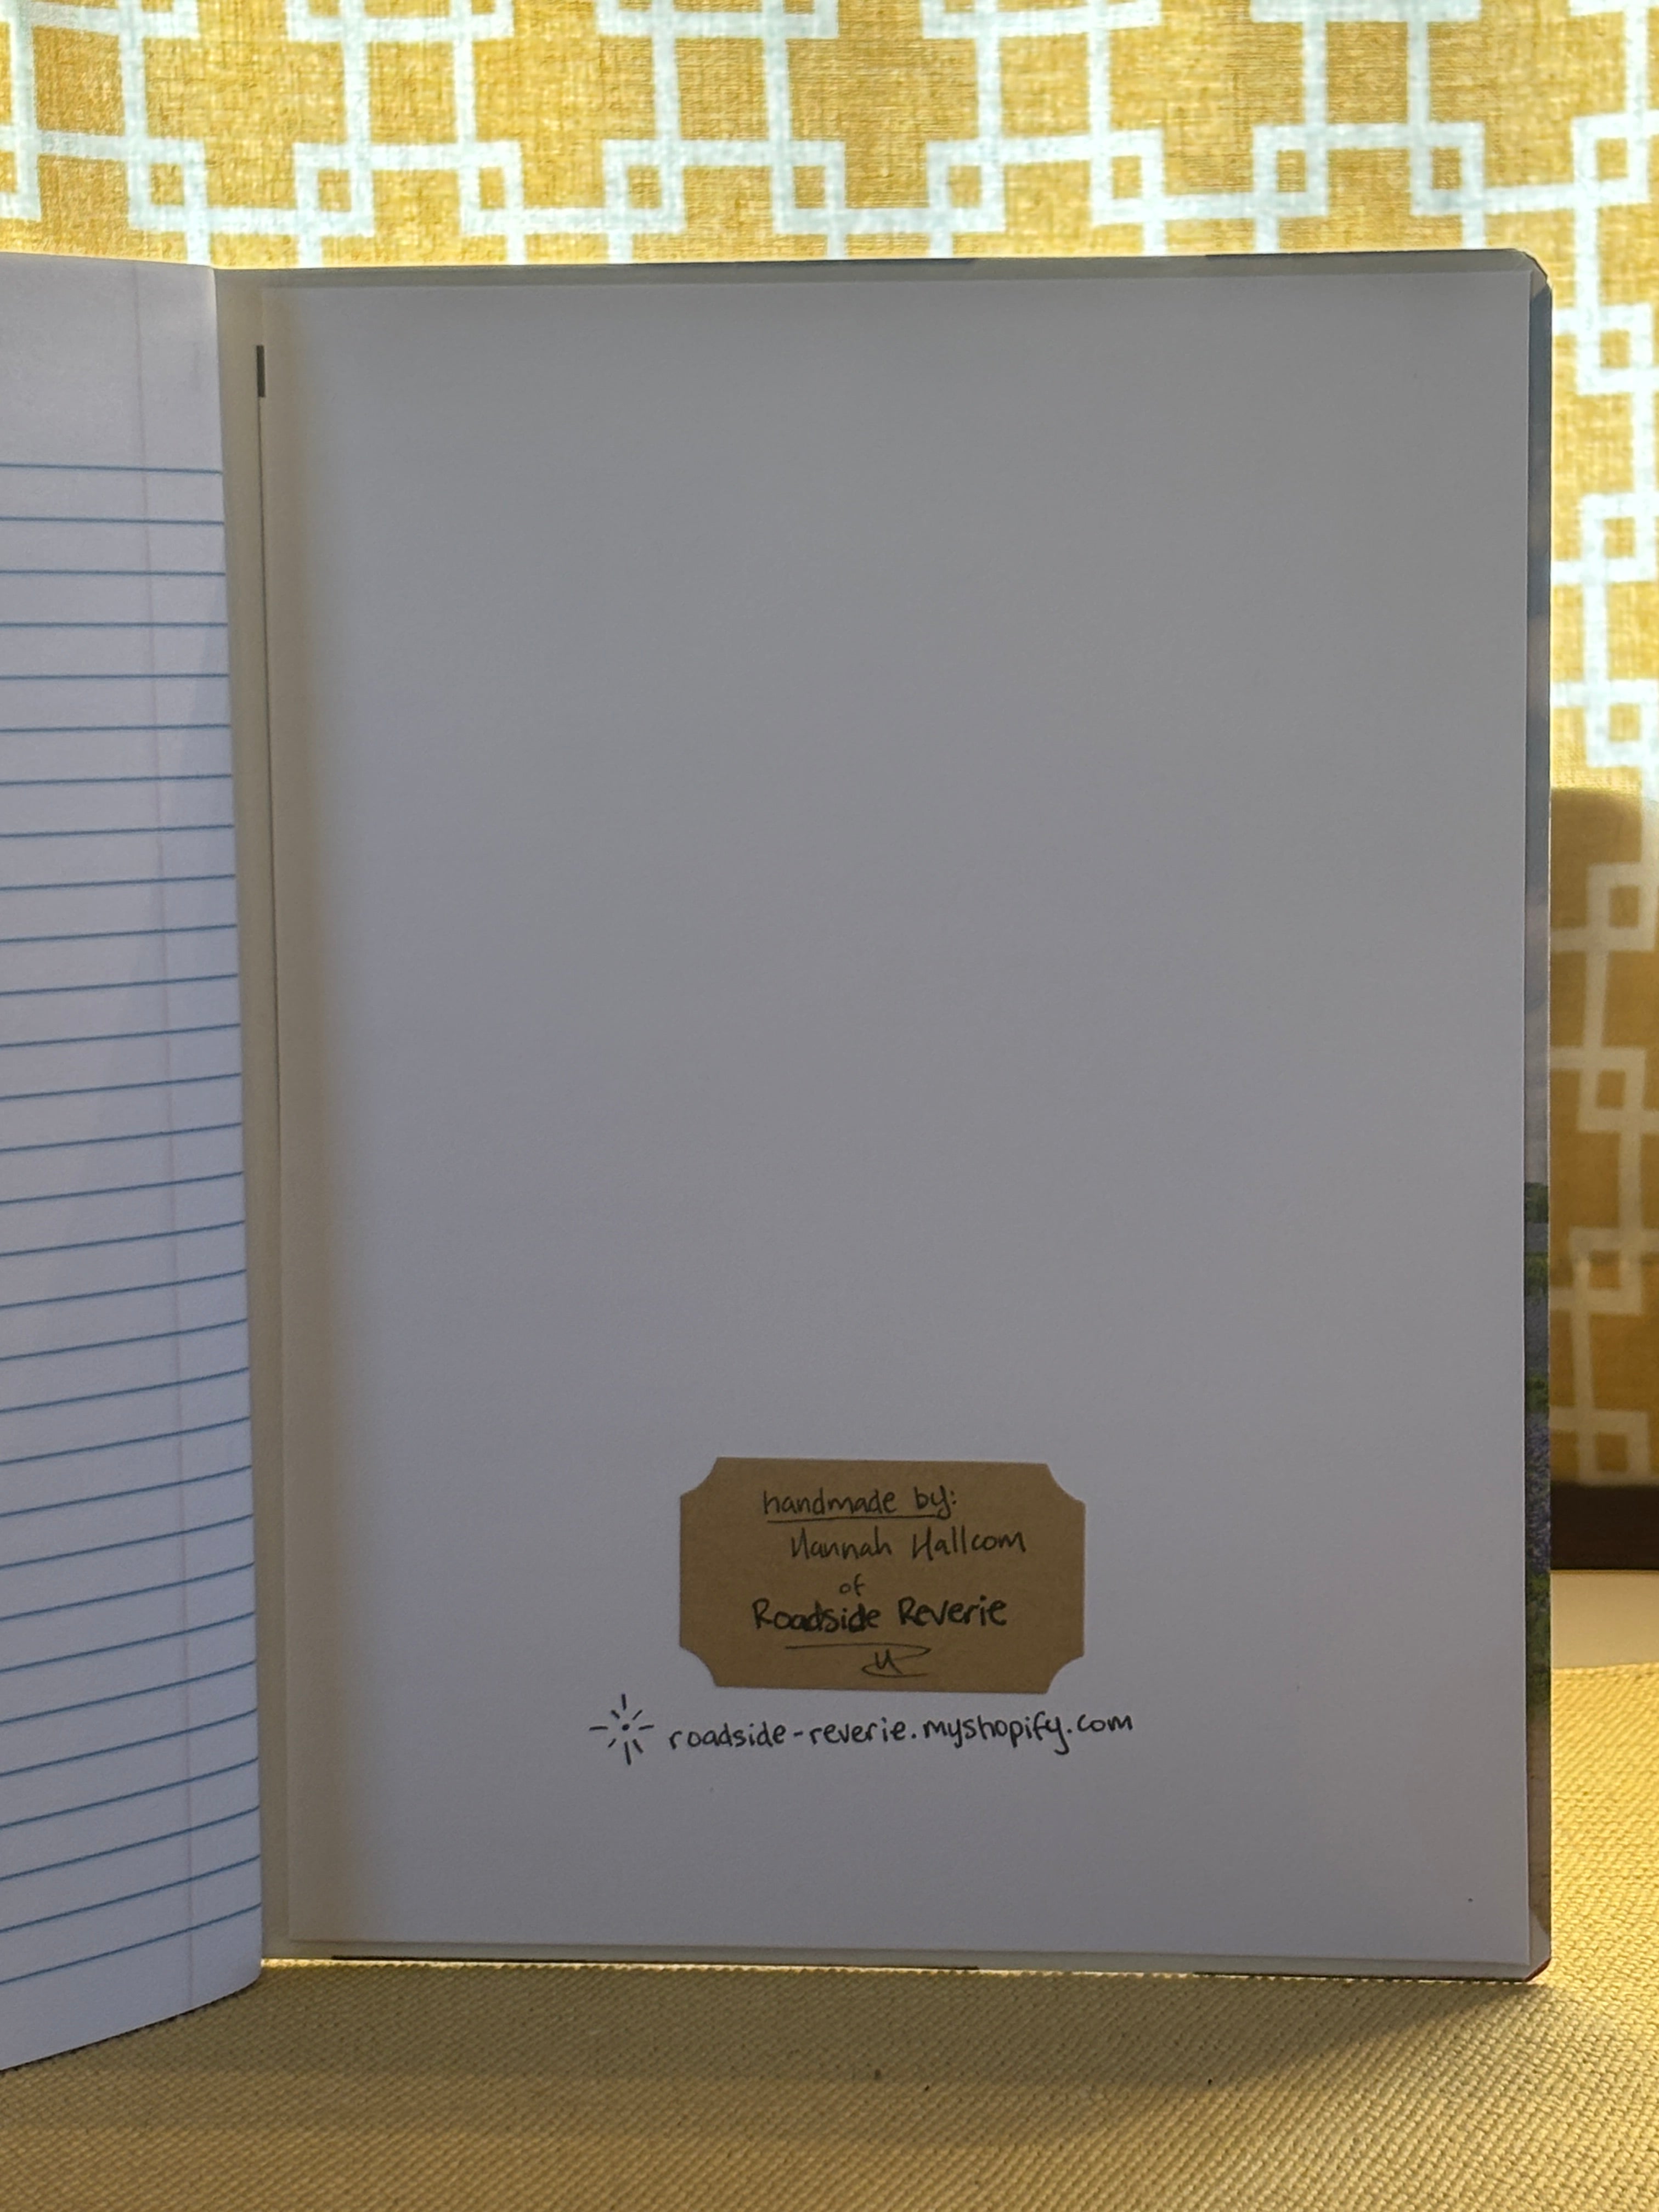 handmade by:
Hannah Hallcom
of
Roadside Reverie
roadside-reverie.myshopify.com